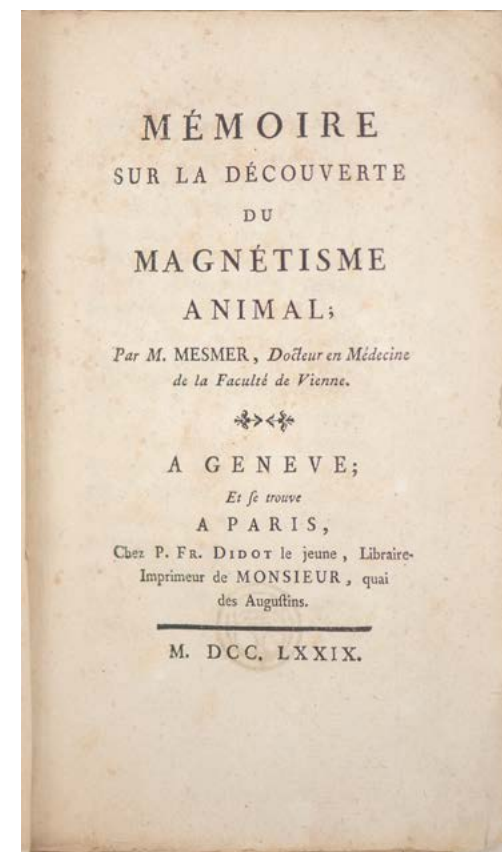 MÉMOIRE
SUR LA DÉCOUVERTE
DU
MAGNÉTISME
ANIMAL;
Par M. MESMER, Docteur en Médecine
de la Faculté de Vienne.
A GENEVE;
Et ſe trouve
A PARIS,
Chez P. FR. DIDOT le jeune, Libraire-
Imprimeur de MONSIEUR, quai
des Auguſtins.
M. DCC. LXXIX.